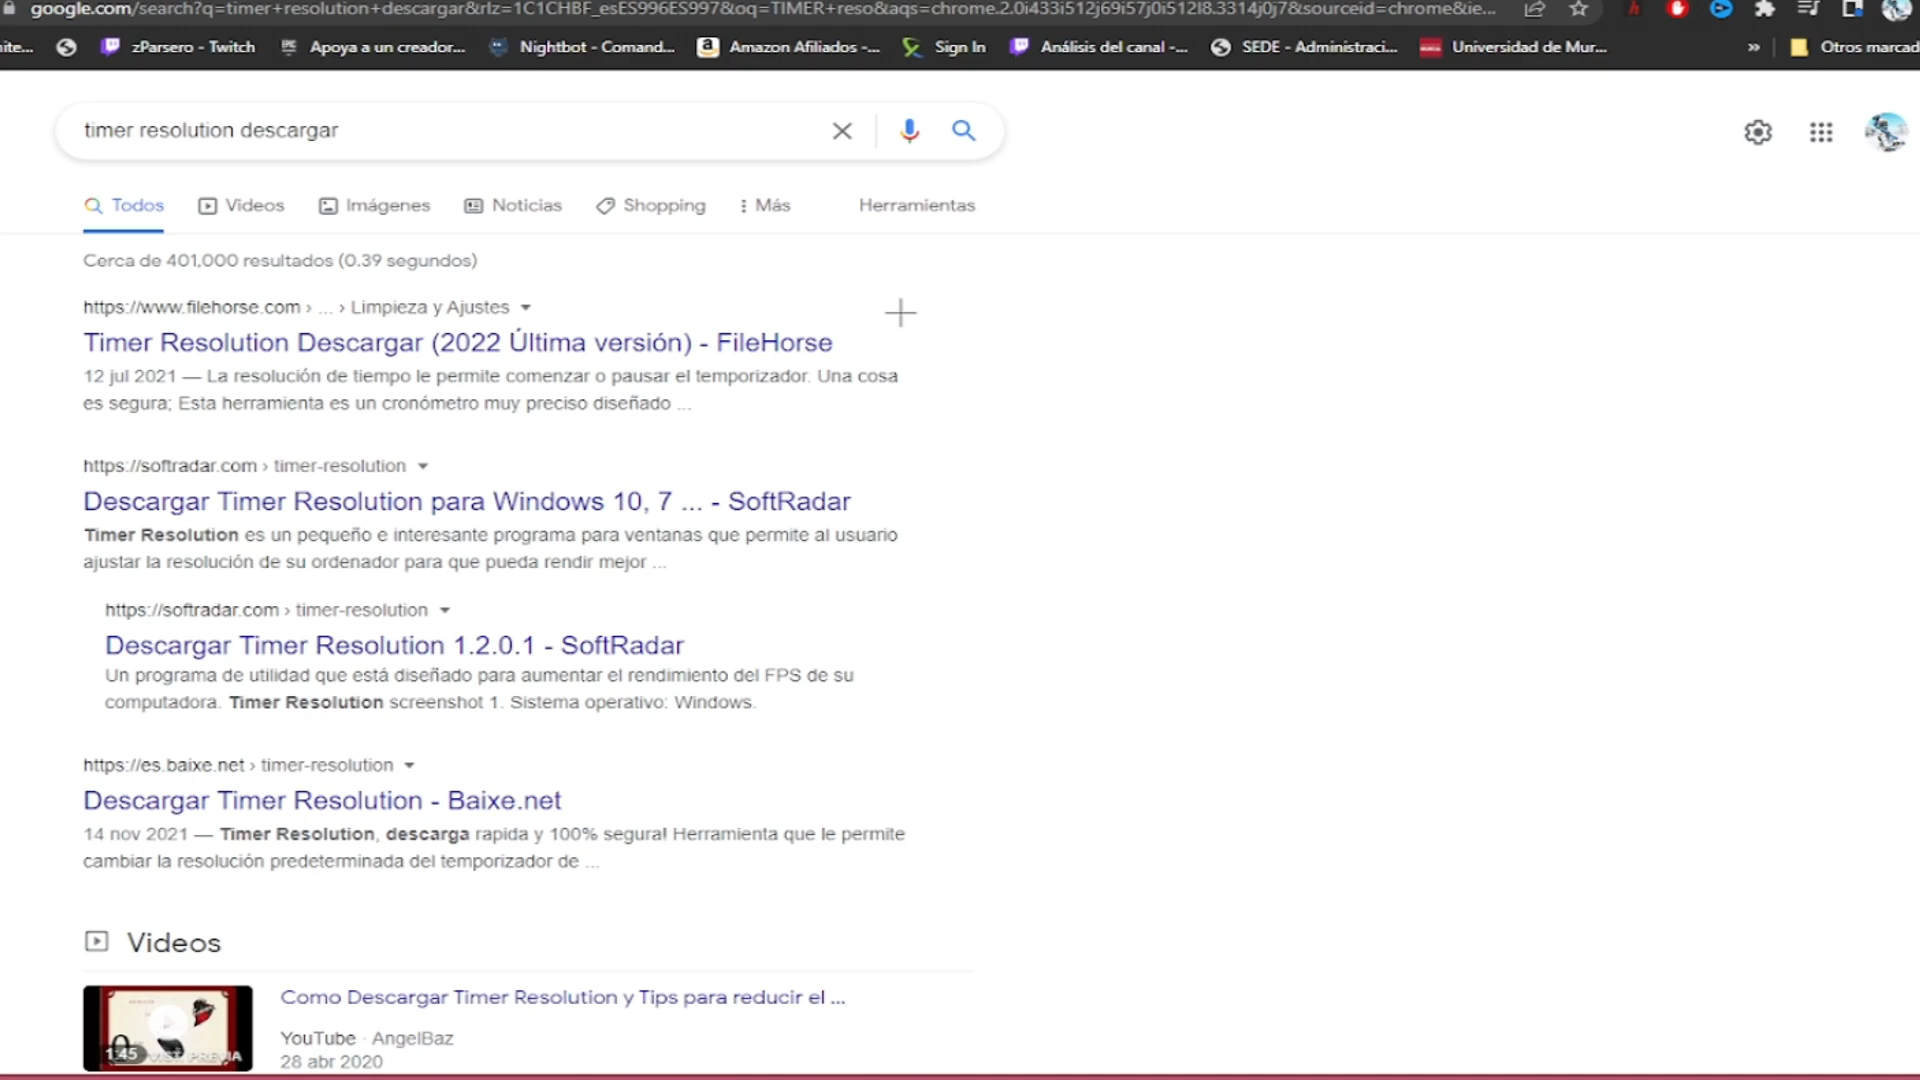 google.com/search?q=timer+resolution+descargar&rlz=1C1CHBF_esES996ES997&oq=TIMER+reso&aqs=chrome.2.0i433i512j69i57j0i512l8.3314j0j7&sourceid=chrome&ie...
ite...
zParsero - Twitch
Apoya a un creador...
Nightbot - Comand...
Amazon Afiliados -...
Sign In
Análisis del canal -...
SEDE - Administraci...
Universidad de Mur...
»
Otros marcad
timer resolution descargar
Todos
Videos
Imágenes
Noticias
Shopping
Más
Herramientas
Cerca de 401,000 resultados (0.39 segundos)
https://www.filehorse.com › ... › Limpieza y Ajustes
Timer Resolution Descargar (2022 Última versión) - FileHorse
12 jul 2021 — La resolución de tiempo le permite comenzar o pausar el temporizador. Una cosa
es segura; Esta herramienta es un cronómetro muy preciso diseñado ...
https://softradar.com › timer-resolution
Descargar Timer Resolution para Windows 10, 7 ... - SoftRadar
Timer Resolution es un pequeño e interesante programa para ventanas que permite al usuario
ajustar la resolución de su ordenador para que pueda rendir mejor ...
https://softradar.com › timer-resolution
Descargar Timer Resolution 1.2.0.1 - SoftRadar
Un programa de utilidad que está diseñado para aumentar el rendimiento del FPS de su
computadora. Timer Resolution screenshot 1. Sistema operativo: Windows.
https://es.baixe.net › timer-resolution
Descargar Timer Resolution - Baixe.net
14 nov 2021 — Timer Resolution, descarga rapida y 100% segura! Herramienta que le permite
cambiar la resolución predeterminada del temporizador de ...
Videos
Como Descargar Timer Resolution y Tips para reducir el ...
1:45
VIST. PREVIA
YouTube · AngelBaz
28 abr 2020